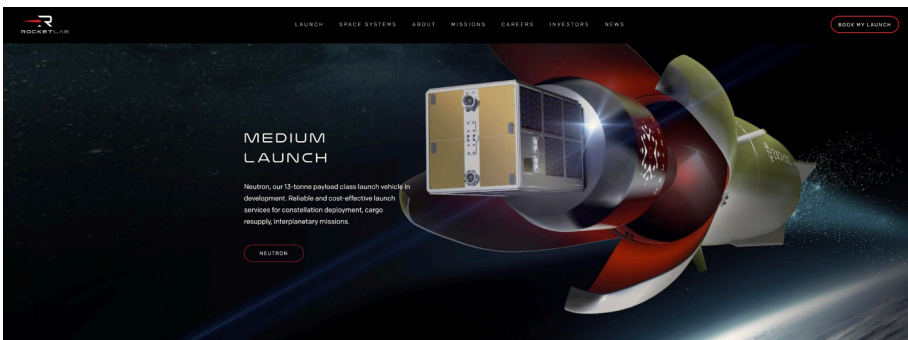 ROCKETLAB
LAUNCH SPACE SYSTEMS ABOUT MISSIONS CAREERS INVESTORS NEWS
BOOK MY LAUNCH
MEDIUM
LAUNCH
Neutron, our 13-tonne payload class launch vehicle in
development. Reliable and cost-effective launch
services for constellation deployment, cargo
resupply, interplanetary missions.
NEUTRON